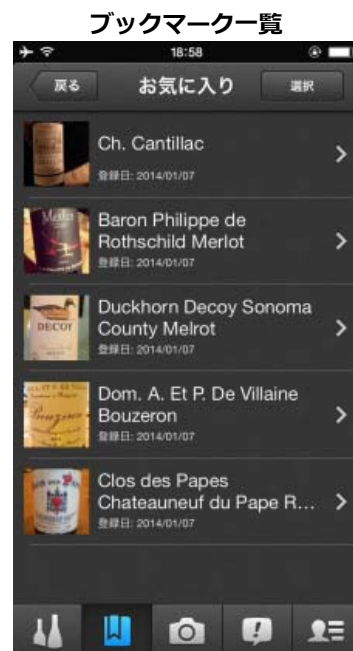 ブックマーク一覧
18:58
戻る
お気に入り
選択
Ch. Cantillac
登録日: 2014/01/07
Baron Philippe de
Rothschild Merlot
登録日: 2014/01/07
Merlot
Duckhorn Decoy Sonoma
County Melrot
登録日: 2014/01/07
DECOY
Dom. A. Et P. De Villaine
Bouzeron
登録日: 2014/01/07
Bouzeron
Clos des Papes
Chateauneuf du Pape R...
登録日: 2014/01/07